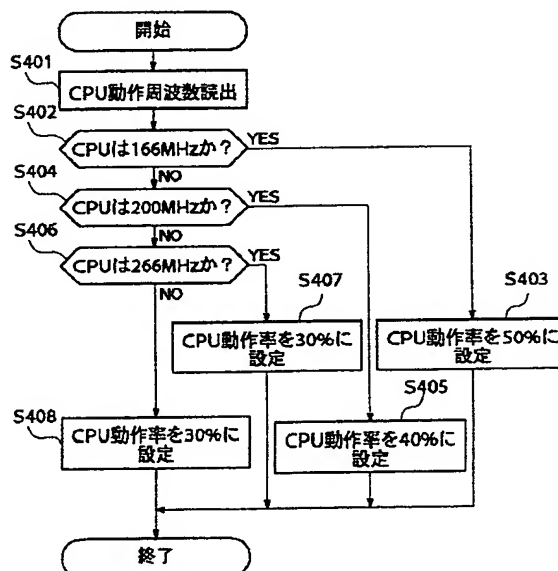 開始
S401
CPU動作周波数読出
S402
CPUは166MHzか？
YES
NO
S404
CPUは200MHzか？
YES
NO
S406
CPUは266MHzか？
YES
NO
S407
CPU動作率を30%に
設定
S403
CPU動作率を50%に
設定
S408
CPU動作率を30%に
設定
S405
CPU動作率を40%に
設定
終了